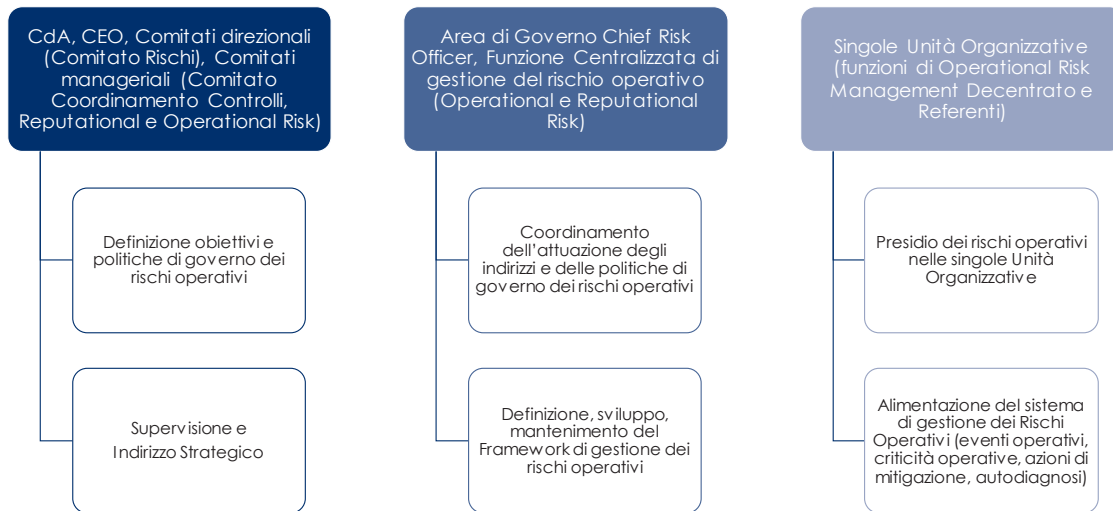 CdA, CEO, Comitati direzionali
(Comitato Rischi), Comitati
manageriali (Comitato
Coordinamento Controlli,
Reputational e Operational Risk)
Definizione obiettivi e
politiche di governo dei
rischi operativi
Supervisione e
Indirizzo Strategico
Area di Governo Chief Risk
Officer, Funzione Centralizzata di
gestione del rischio operativo
(Operational e Reputational
Risk)
Coordinamento
dell'attuazione degli
indirizzi e delle politiche di
governo dei rischi operativi
Definizione, sviluppo,
mantenimento del
Framework di gestione dei
rischi operativi
Singole Unità Organizzative
(funzioni di Operational Risk
Management Decentrato e
Referenti)
Presidio dei rischi operativi
nelle singole Unità
Organizzative
Alimentazione del sistema
di gestione dei Rischi
Operativi (eventi operativi,
criticità operative, azioni di
mitigazione, autodiagnosi)